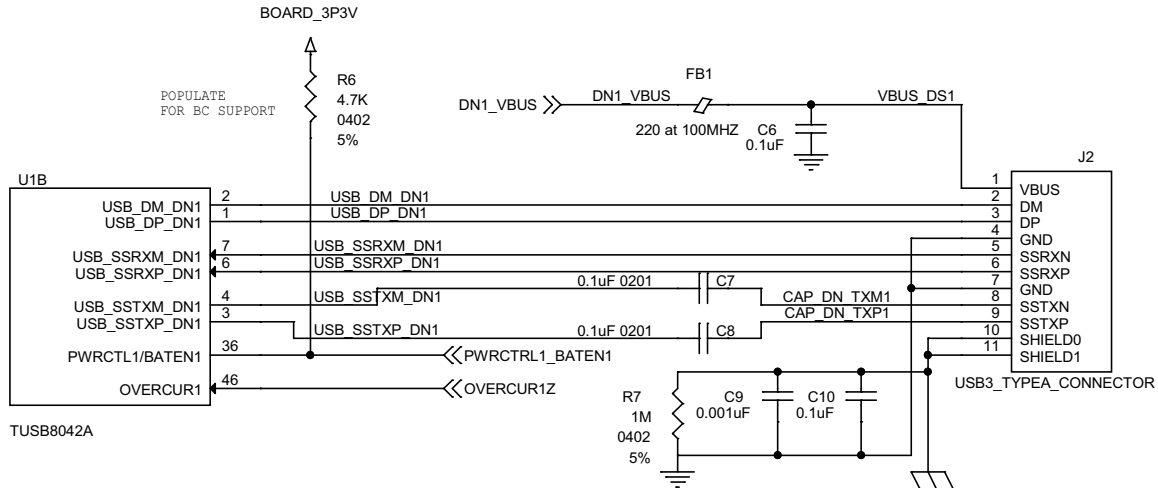 BOARD_3P3V
R6
4.7K
0402
5%
POPULATE
FOR BC SUPPORT
FB1
DN1_VBUS
DN1_VBUS
VBUS_DS1
220 at 100MHZ
C6
0.1uF
J2
U1B
USB_DM_DN1
USB_DP_DN1
USB_SSRXM_DN1
USB_SSRXP_DN1
USB_SSTXM_DN1
USB_SSTXP_DN1
PWRCTL1/BATEN1
OVERCUR1
TUSB8042A
2
1
7
6
4
3
36
46
USB_DM_DN1
USB_DP_DN1
USB_SSRXM_DN1
USB_SSRXP_DN1
USB_SSTXM_DN1
USB_SSTXP_DN1
0.1uF 0201
C7
0.1uF 0201
C8
CAP_DN_TXM1
CAP_DN_TXP1
PWRCTRL1_BATEN1
OVERCUR1Z
R7
1M
0402
5%
C9
0.001uF
C10
0.1uF
1
2
3
4
5
6
7
8
9
10
11
VBUS
DM
DP
GND
SSRXN
SSRXP
GND
SSTXN
SSTXP
SHIELD0
SHIELD1
USB3_TYPEA_CONNECTOR